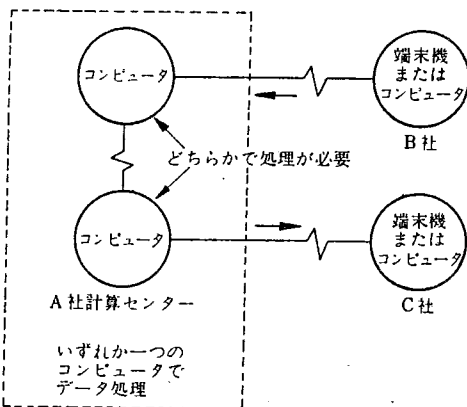 コンピュータ
端末機
または
コンピュータ
B社
どちらかで処理が必要
コンピュータ
端末機
または
コンピュータ
C社
A社計算センター
いずれか一つの
コンピュータで
データ処理